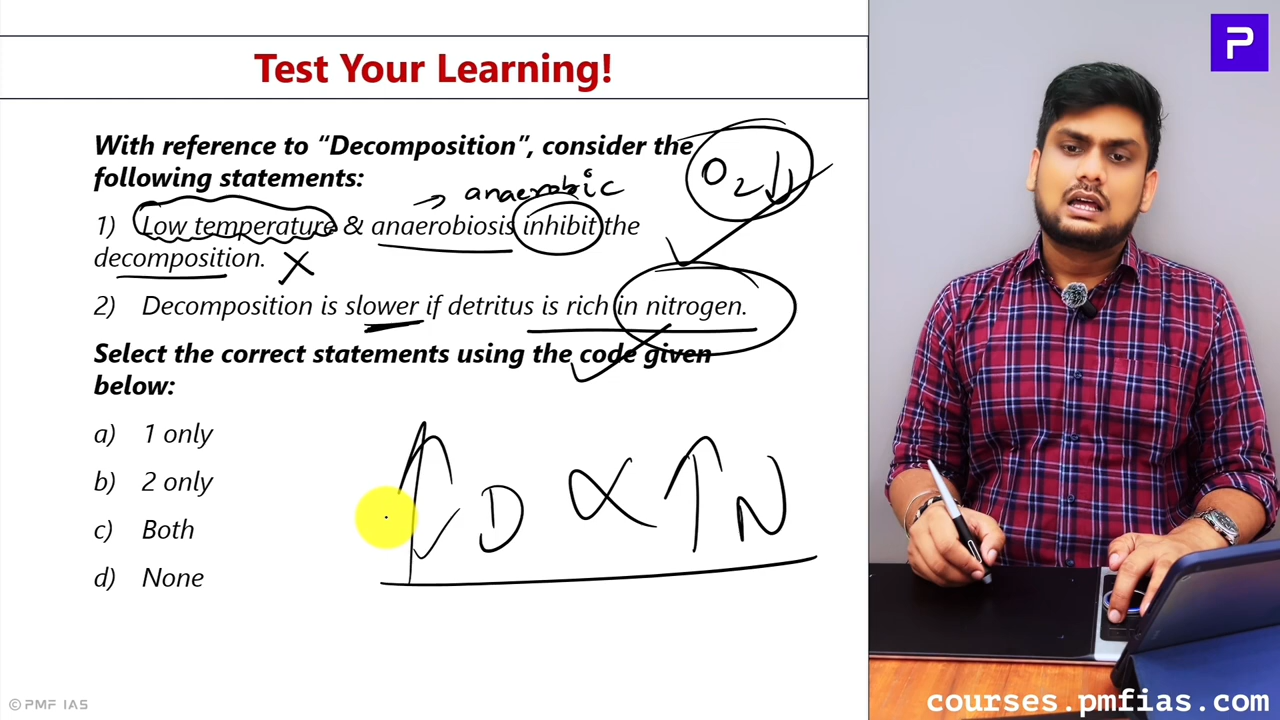 P
Test Your Learning!
With reference to “Decomposition”, consider the
following statements:
O₂ ↓↓
→ anaerobic
1) Low temperature & anaerobiosis inhibit the
decomposition. X
2) Decomposition is slower if detritus is rich in nitrogen.
Select the correct statements using the code given
below:
a) 1 only
b) 2 only
c) Both
d) None
↑ D ∝ ↑ N
© PMF IAS
courses.pmfias.com